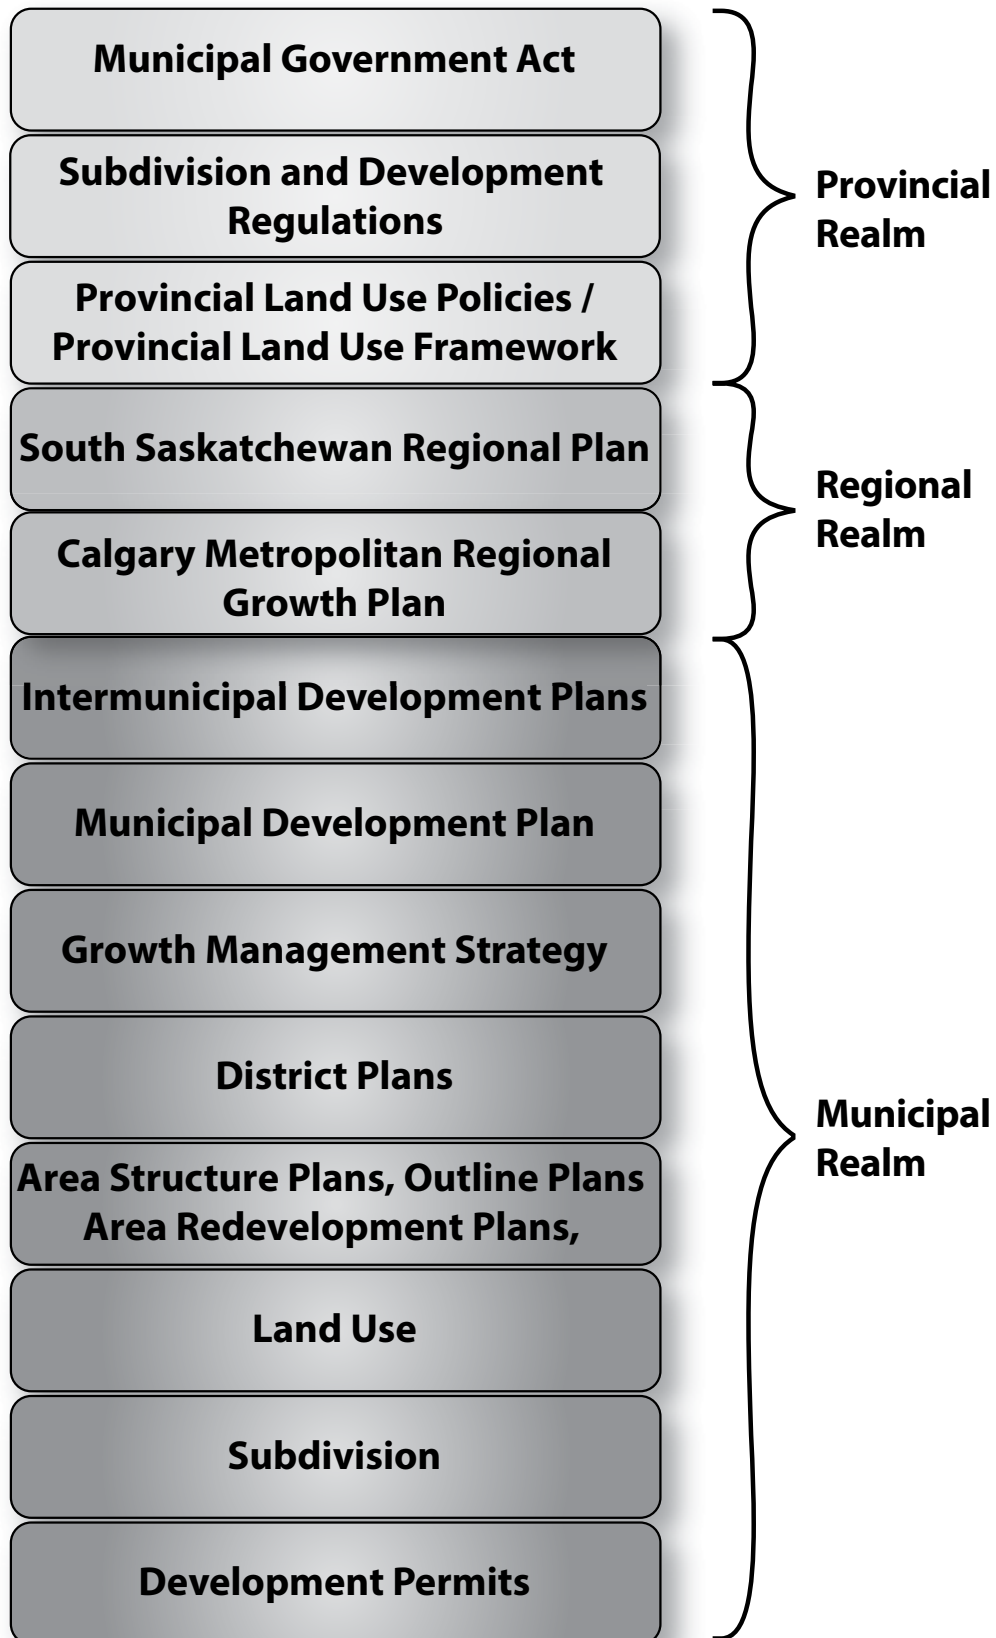 Municipal Government Act
Subdivision and Development
Regulations
Provincial Land Use Policies /
Provincial Land Use Framework
Provincial
Realm
South Saskatchewan Regional Plan
Calgary Metropolitan Regional
Growth Plan
Regional
Realm
Intermunicipal Development Plans
Municipal Development Plan
Growth Management Strategy
District Plans
Area Structure Plans, Outline Plans
Area Redevelopment Plans,
Land Use
Subdivision
Development Permits
Municipal
Realm